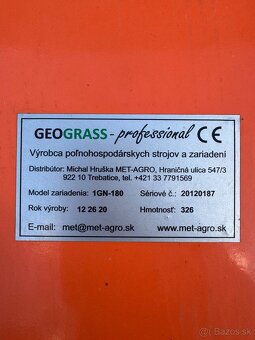 GEOGRASS - professional CE
Výrobca poľnohospodárskych strojov a zariadení
Distribútor: Michal Hruška MET-AGRO, Hraničná ulica 547/3
922 10 Trebatice, tel. +421 33 7791569
Model zariadenia: 1GN-180 Sériové č.: 20120187
Rok výroby: 12 26 20 Hmotnosť: 326
E-mail: met@met-agro.sk www.met-agro.sk
Bazos.sk